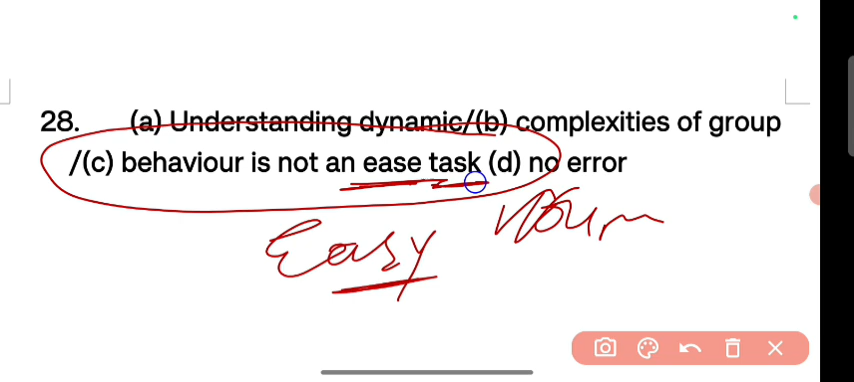 28. (a) Understanding dynamic/(b) complexities of group
/(c) behaviour is not an ease task (d) no error
Easy Noun